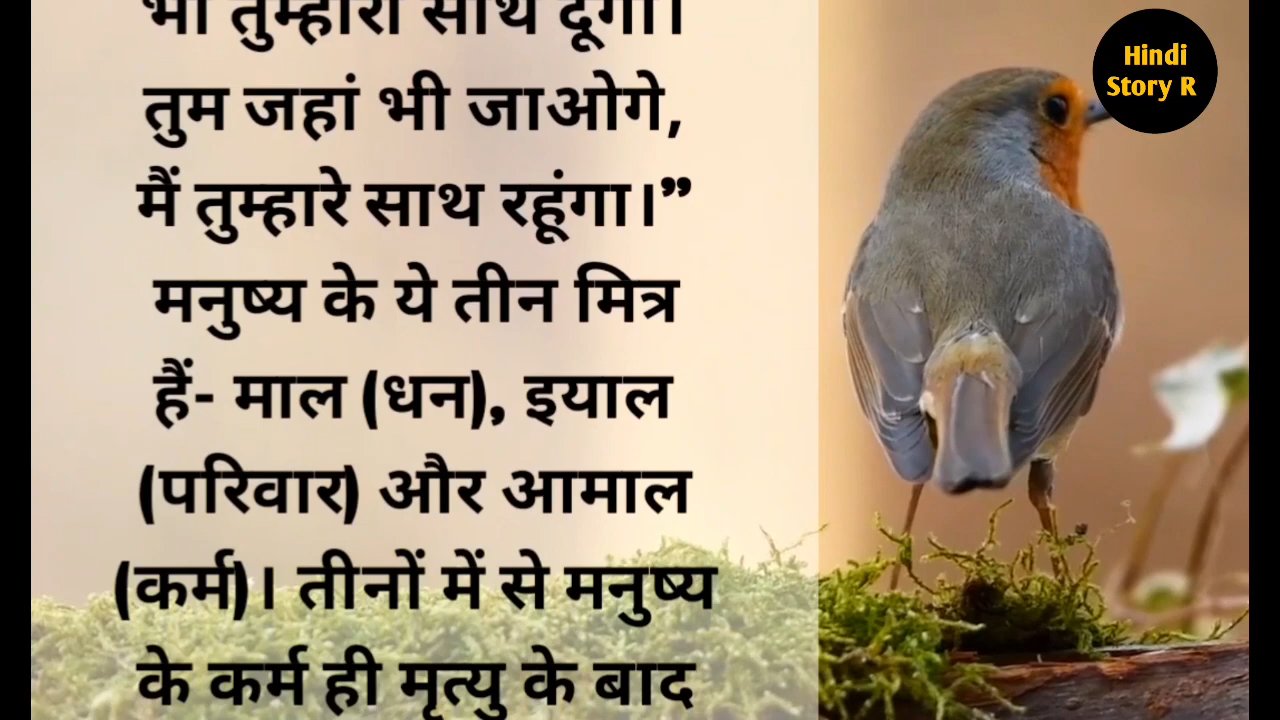 भी तुम्हारा साथ दूंगा।
तुम जहां भी जाओगे,
मैं तुम्हारे साथ रहूंगा।”
मनुष्य के ये तीन मित्र
हैं- माल (धन), इयाल
(परिवार) और आमाल
(कर्म)। तीनों में से मनुष्य
के कर्म ही मृत्यु के बाद
Hindi
Story R